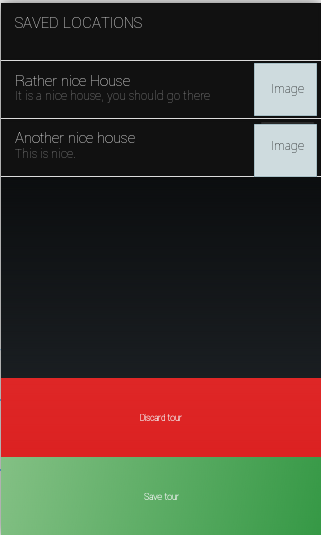 SAVED LOCATIONS
Rather nice House
It is a nice house, you should go there
Image
Another nice house
This is nice.
Image
Discard tour
Save tour